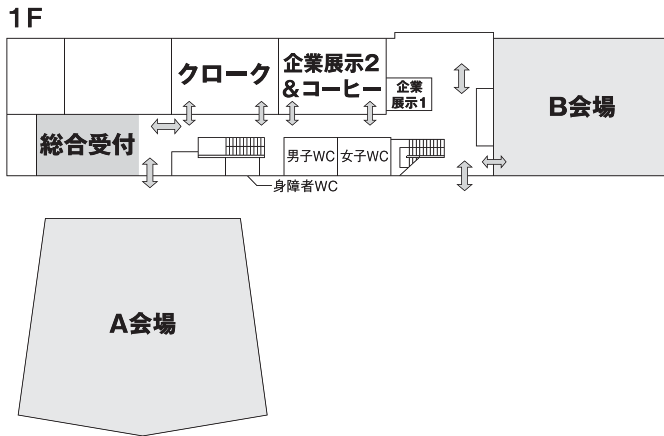 1F
クローク
企業展示2
&コーヒー
企業
展示1
B会場
総合受付
男子WC
女子WC
身障者WC
A会場